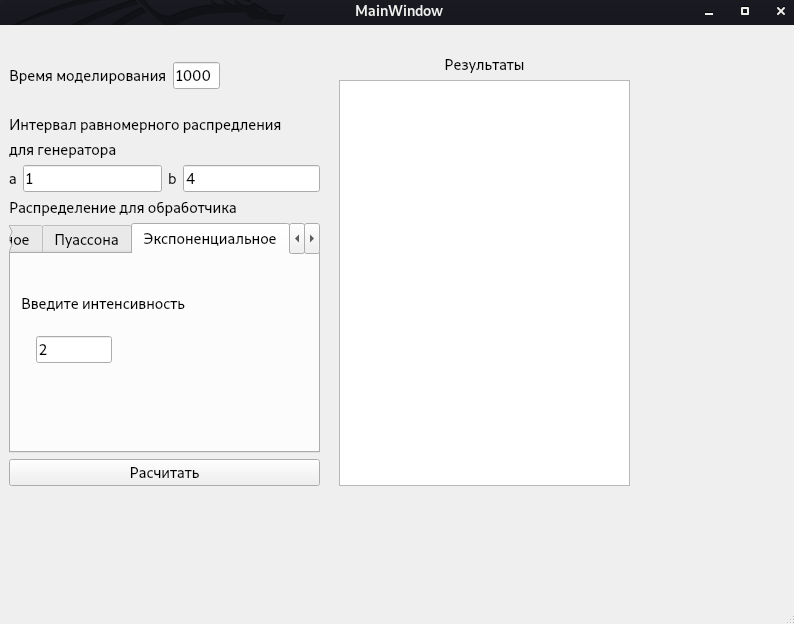 MainWindow
Время моделирования 1000
Результаты
Интервал равномерного распредления
для генератора
a 1 b 4
Распределение для обработчика
Пуассона Экспоненциальное
Введите интенсивность
2
Расчитать